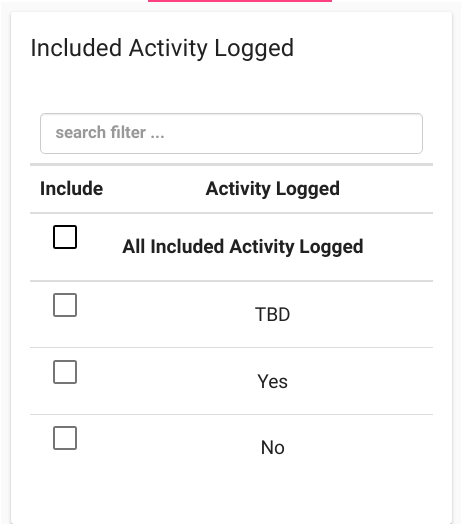 Included Activity Logged
search filter ...
Include Activity Logged
All Included Activity Logged
TBD
Yes
No